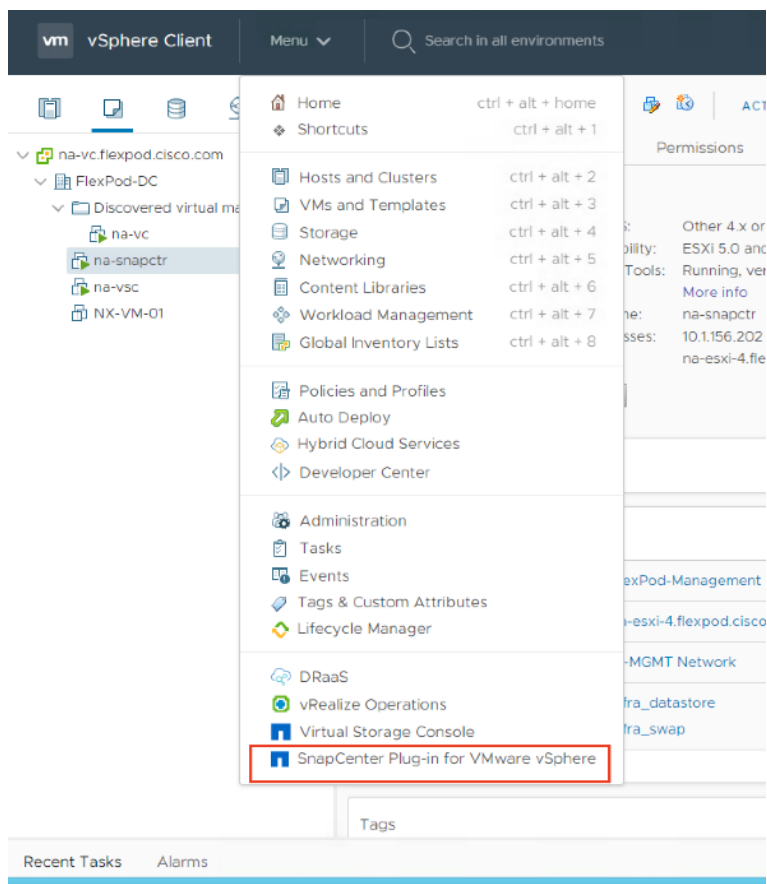 vm vSphere Client Menu Search in all environments
Home ctrl + alt + home
Shortcuts ctrl + alt + 1
Hosts and Clusters ctrl + alt + 2
VMs and Templates ctrl + alt + 3
Storage ctrl + alt + 4
Networking ctrl + alt + 5
Content Libraries ctrl + alt + 6
Workload Management ctrl + alt + 7
Global Inventory Lists ctrl + alt + 8
Policies and Profiles
Auto Deploy
Hybrid Cloud Services
Developer Center
Administration
Tasks
Events
Tags & Custom Attributes
Lifecycle Manager
DRaaS
vRealize Operations
Virtual Storage Console
SnapCenter Plug-in for VMware vSphere
na-vc.flexpod.cisco.com
FlexPod-DC
Discovered virtual ma
na-vc
na-snapctr
na-vsc
NX-VM-01
ACT
Permissions
S: Other 4.x or
bility: ESXi 5.0 and
Tools: Running, ver
More info
ne: na-snapctr
sses: 10.1.156.202
na-esxi-4.fle
exPod-Management
a-esxi-4.flexpod.cisco
-MGMT Network
fra_datastore
fra_swap
Tags
Recent Tasks Alarms